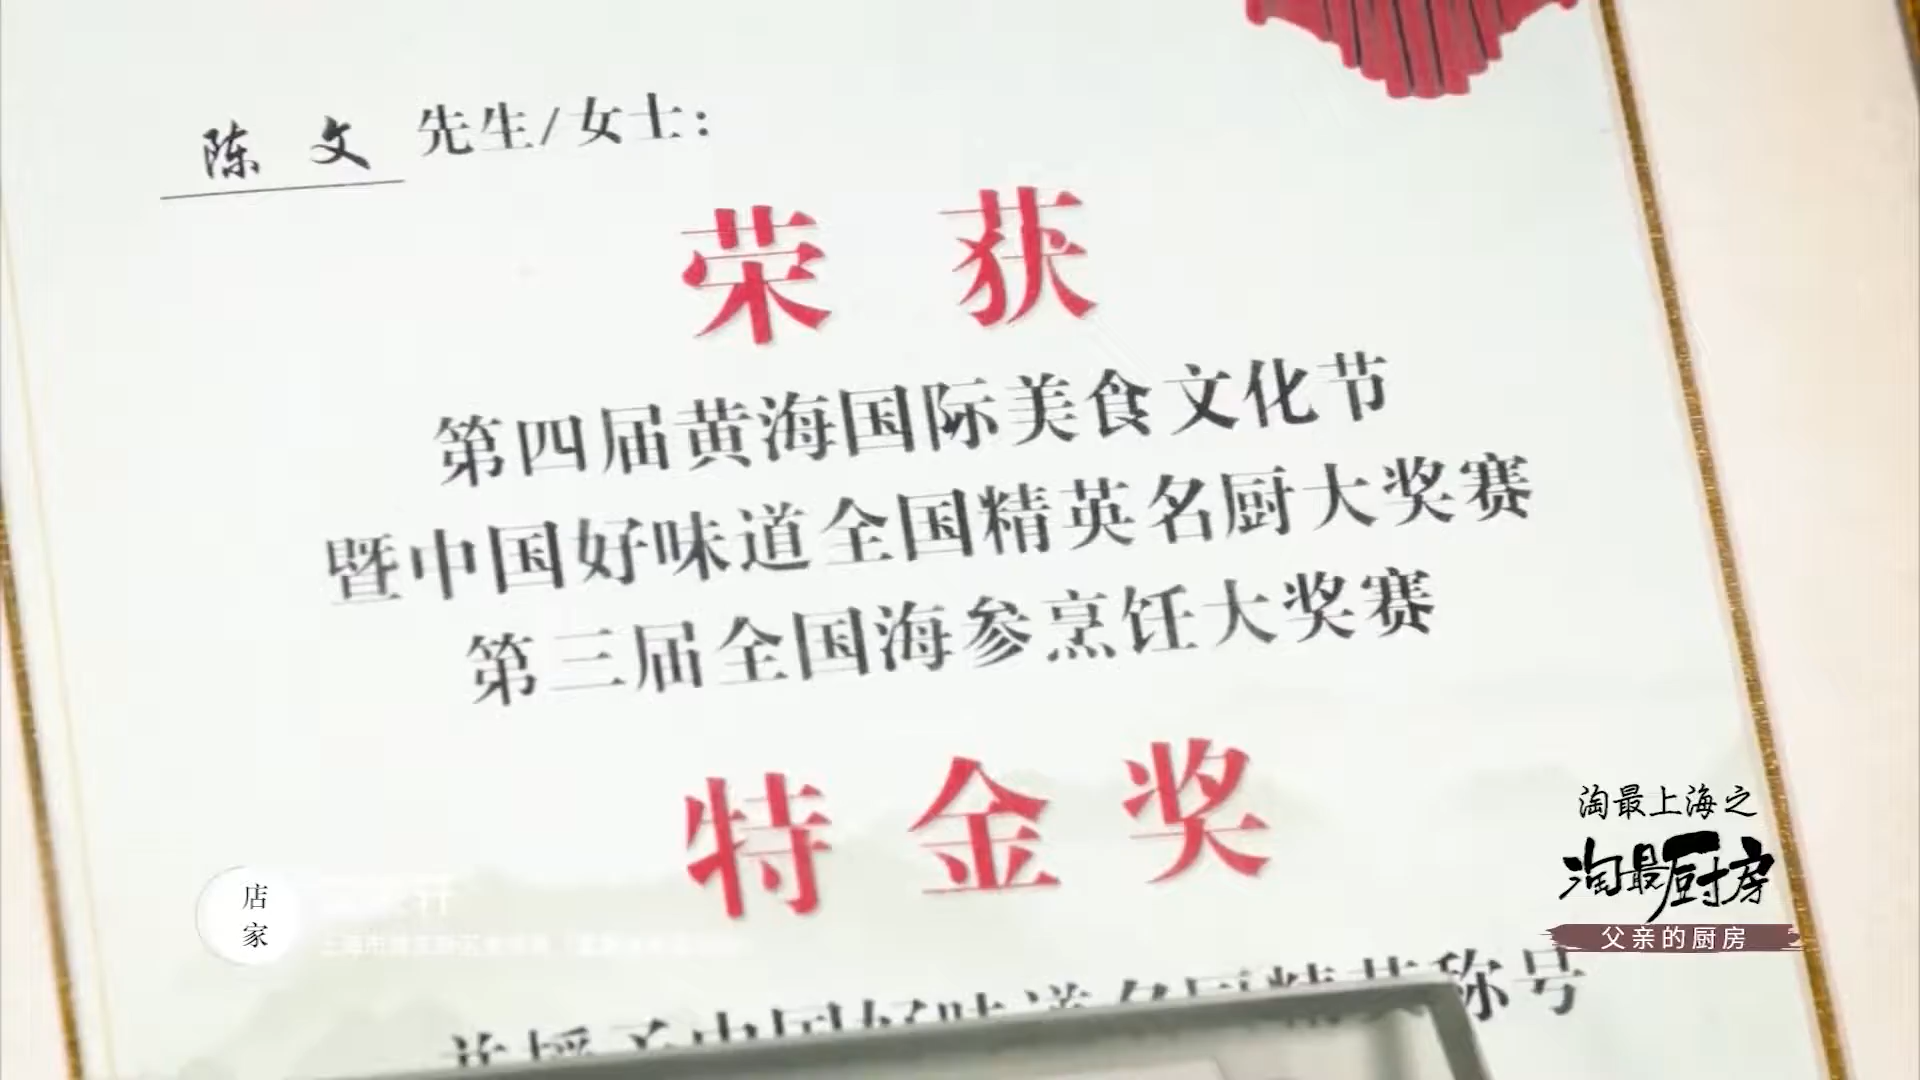 陈 文 先生/女士：
荣 获
第四届黄海国际美食文化节
暨中国好味道全国精英名厨大奖赛
第三届全国海参烹饪大奖赛
特 金 奖
称号
店家
淘最上海之
淘最厨房
父亲的厨房